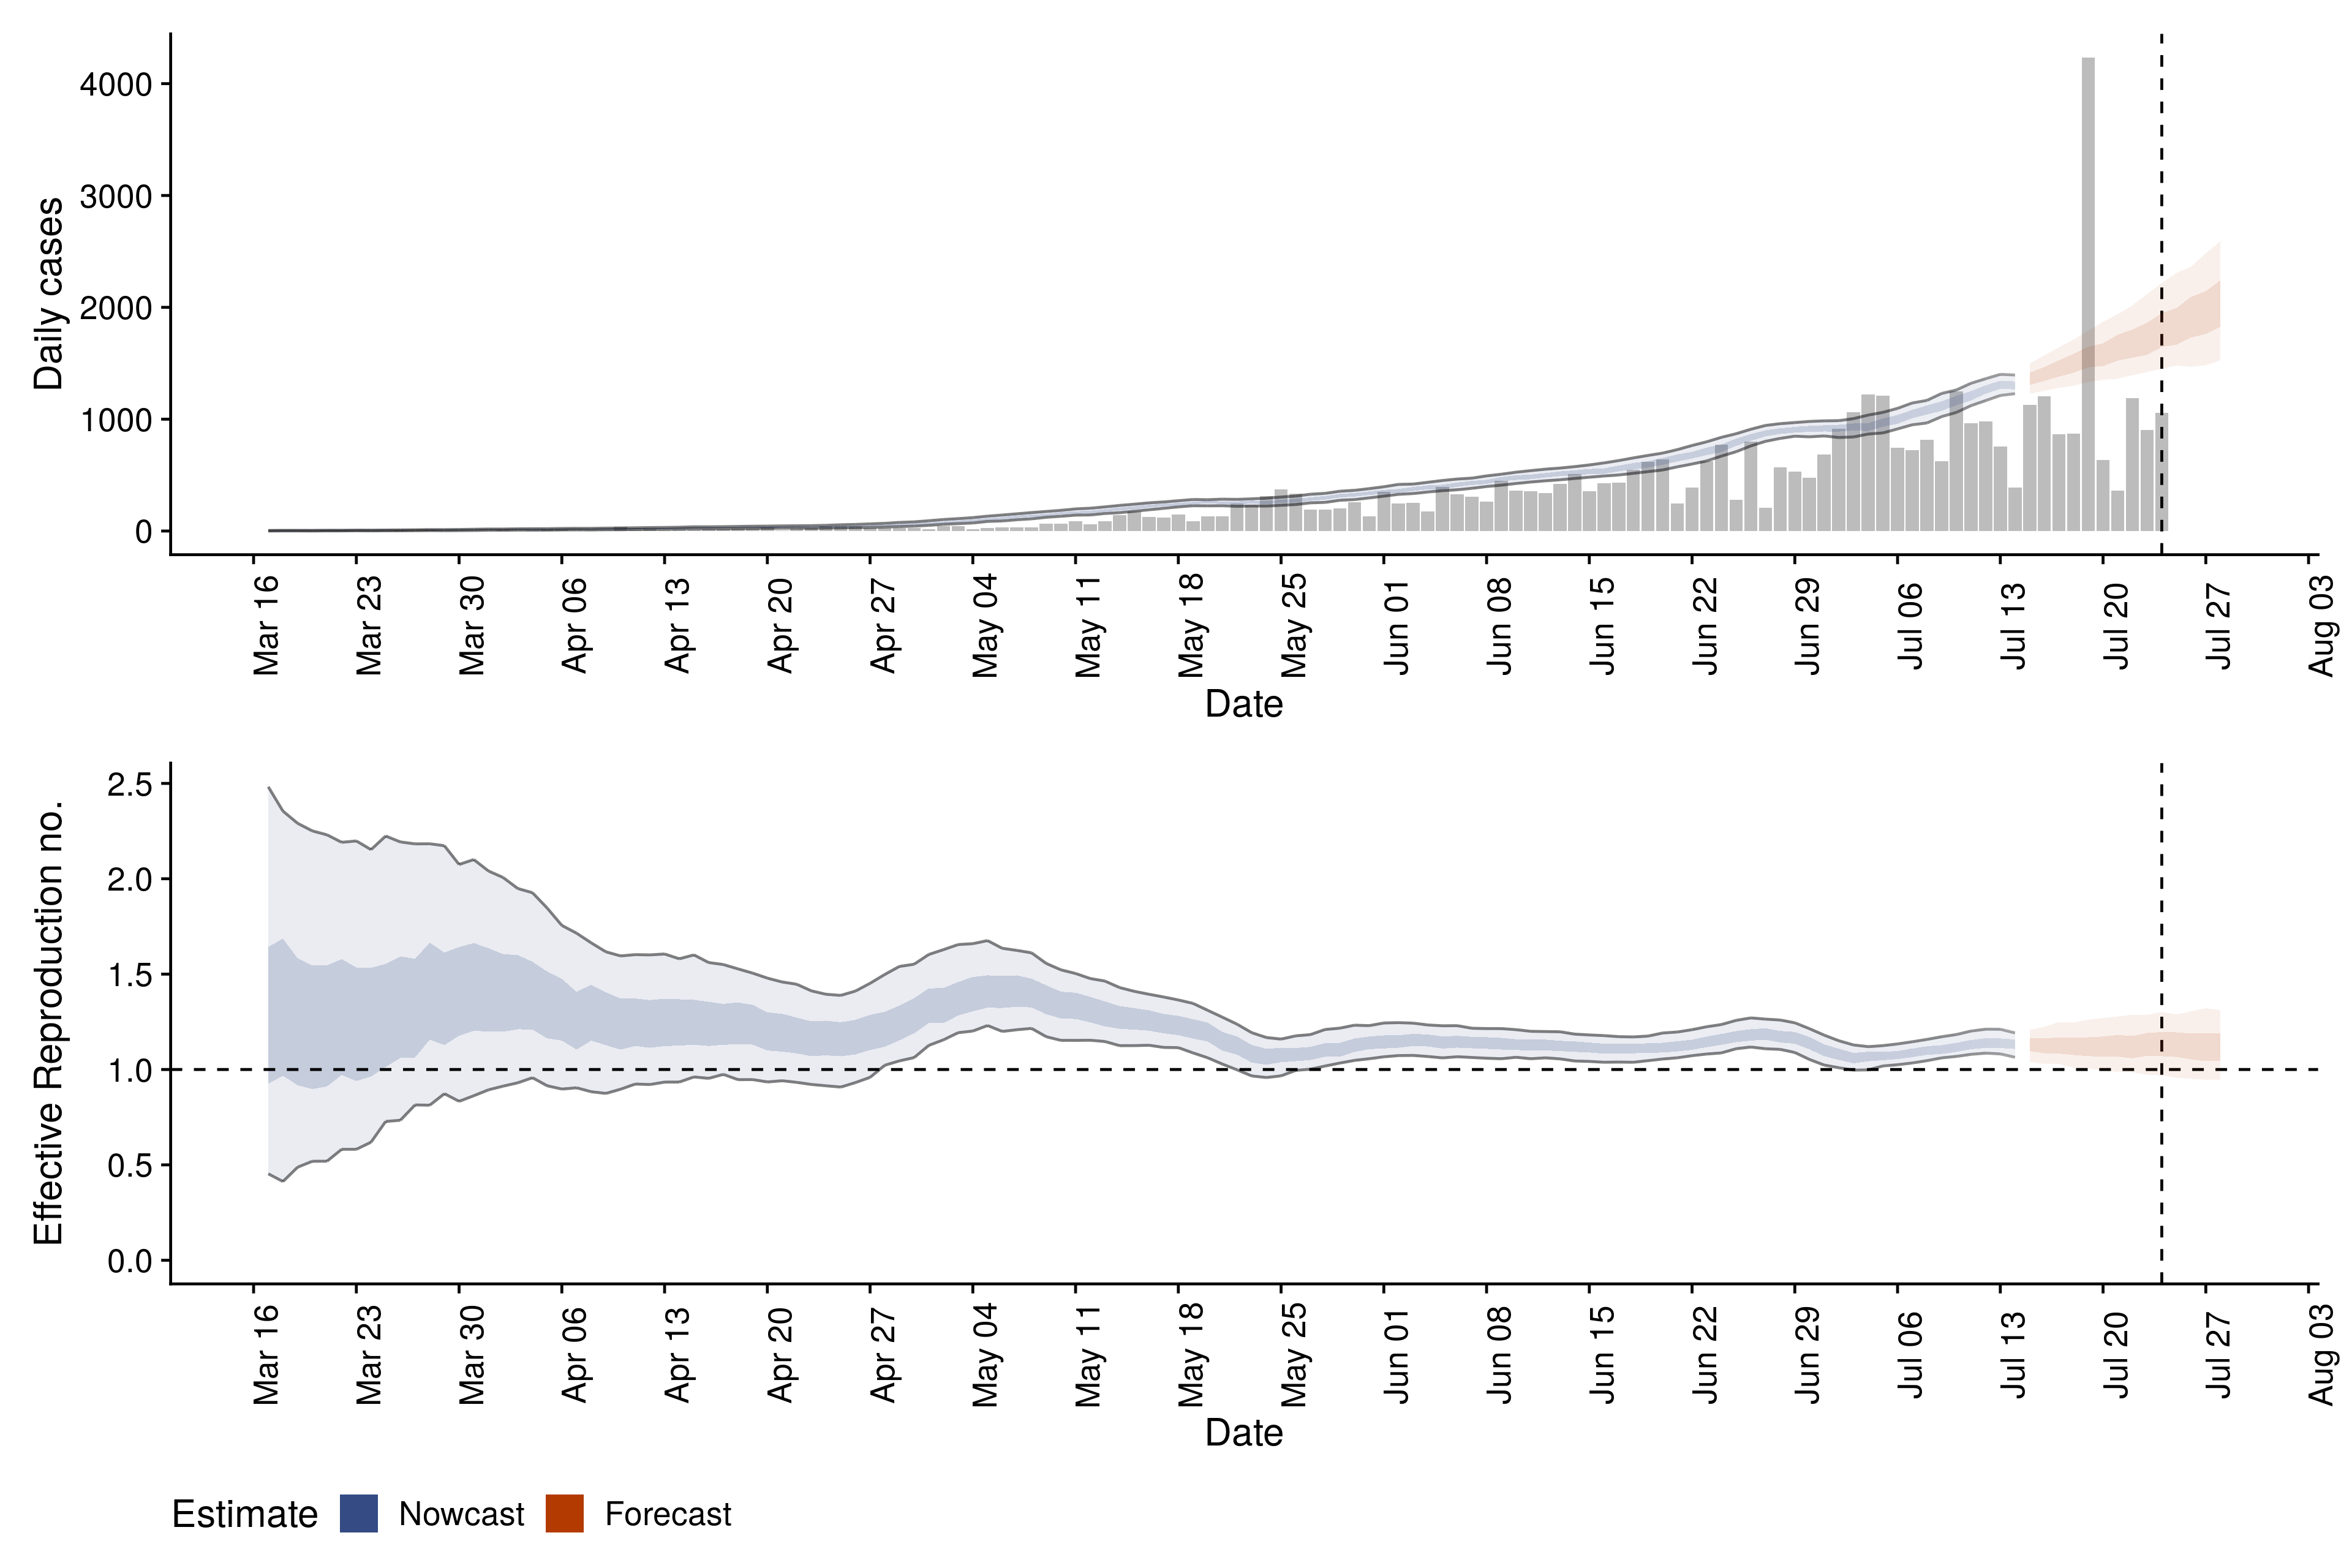 Daily cases
4000
3000
2000
1000
0
Mar 16
Mar 23
Mar 30
Apr 06
Apr 13
Apr 20
Apr 27
May 04
May 11
May 18
May 25
Jun 01
Jun 08
Jun 15
Jun 22
Jun 29
Jul 06
Jul 13
Jul 20
Jul 27
Aug 03
Date
Effective Reproduction no.
2.5
2.0
1.5
1.0
0.5
0.0
Mar 16
Mar 23
Mar 30
Apr 06
Apr 13
Apr 20
Apr 27
May 04
May 11
May 18
May 25
Jun 01
Jun 08
Jun 15
Jun 22
Jun 29
Jul 06
Jul 13
Jul 20
Jul 27
Aug 03
Date
Estimate Nowcast Forecast